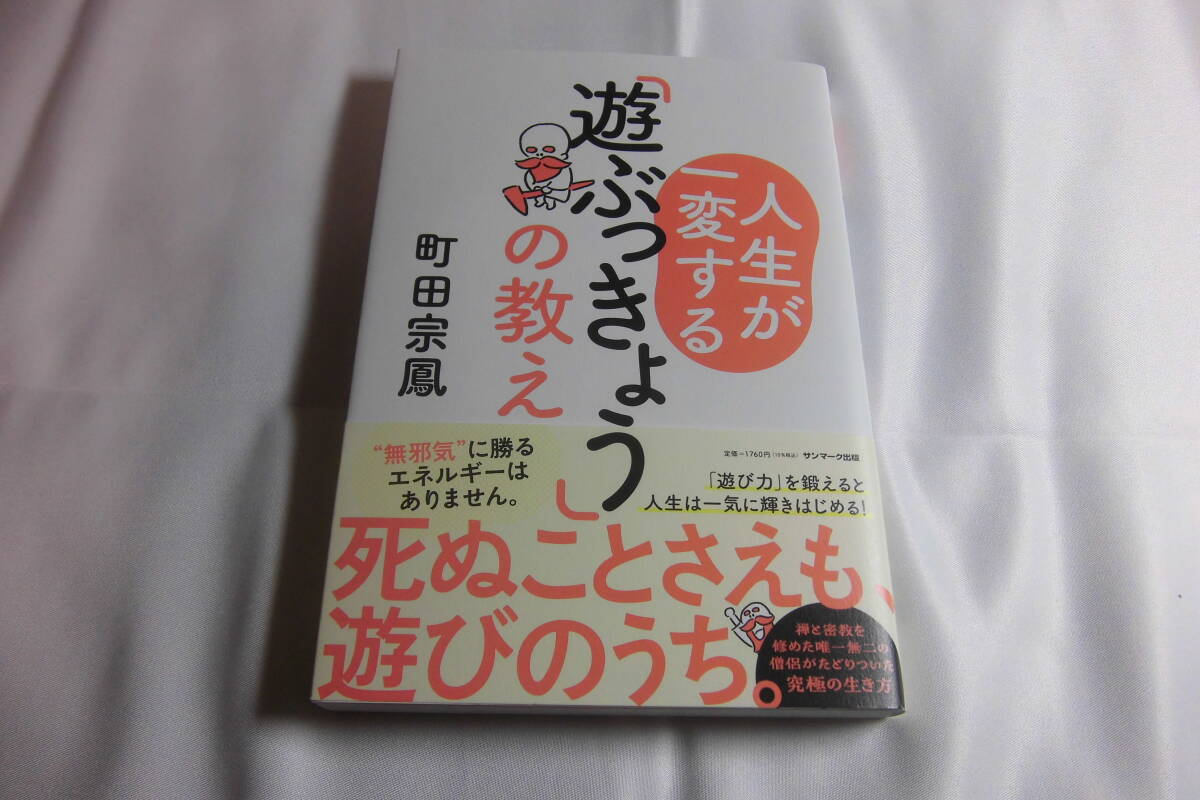 人生が
一変する
「遊ぶっきょう」
の教え
町田宗鳳
“無邪気”に勝る
エネルギーは
ありません。
定価=1760円(10%税込) サンマーク出版
「遊び力」を鍛えると
人生は一気に輝きはじめる!
死ぬことさえも、
遊びのうち。
禅と密教を
修めた唯一無二の
僧侶がたどりついた
究極の生き方